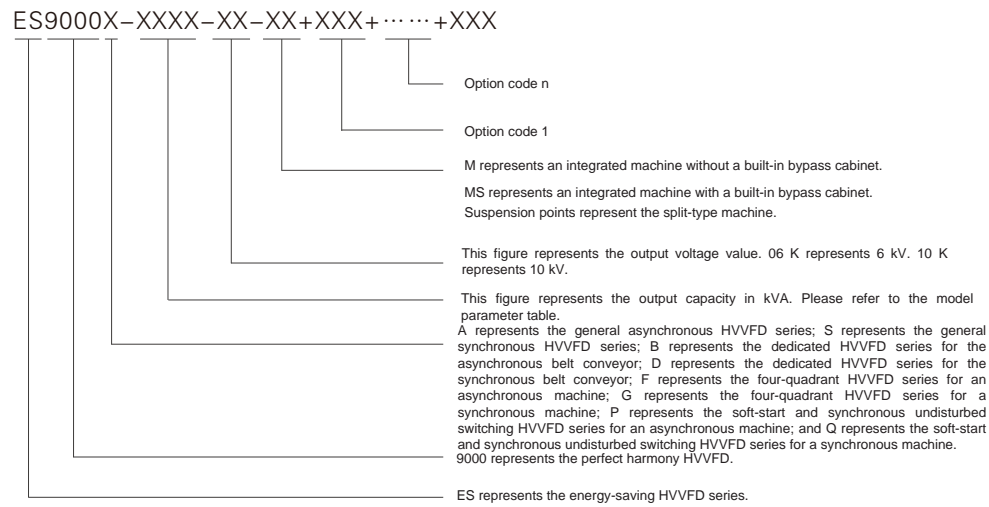 ES9000X–XXXX–XX–XX+XXX+······+XXX
Option code n
Option code 1
M represents an integrated machine without a built-in bypass cabinet.
MS represents an integrated machine with a built-in bypass cabinet.
Suspension points represent the split-type machine.
This figure represents the output voltage value. 06 K represents 6 kV. 10 K
represents 10 kV.
This figure represents the output capacity in kVA. Please refer to the model
parameter table.
A represents the general asynchronous HVVFD series; S represents the general
synchronous HVVFD series; B represents the dedicated HVVFD series for the
asynchronous belt conveyor; D represents the dedicated HVVFD series for the
synchronous belt conveyor; F represents the four-quadrant HVVFD series for an
asynchronous machine; G represents the four-quadrant HVVFD series for a
synchronous machine; P represents the soft-start and synchronous undisturbed
switching HVVFD series for an asynchronous machine; and Q represents the soft-start
and synchronous undisturbed switching HVVFD series for a synchronous machine.
9000 represents the perfect harmony HVVFD.
ES represents the energy-saving HVVFD series.